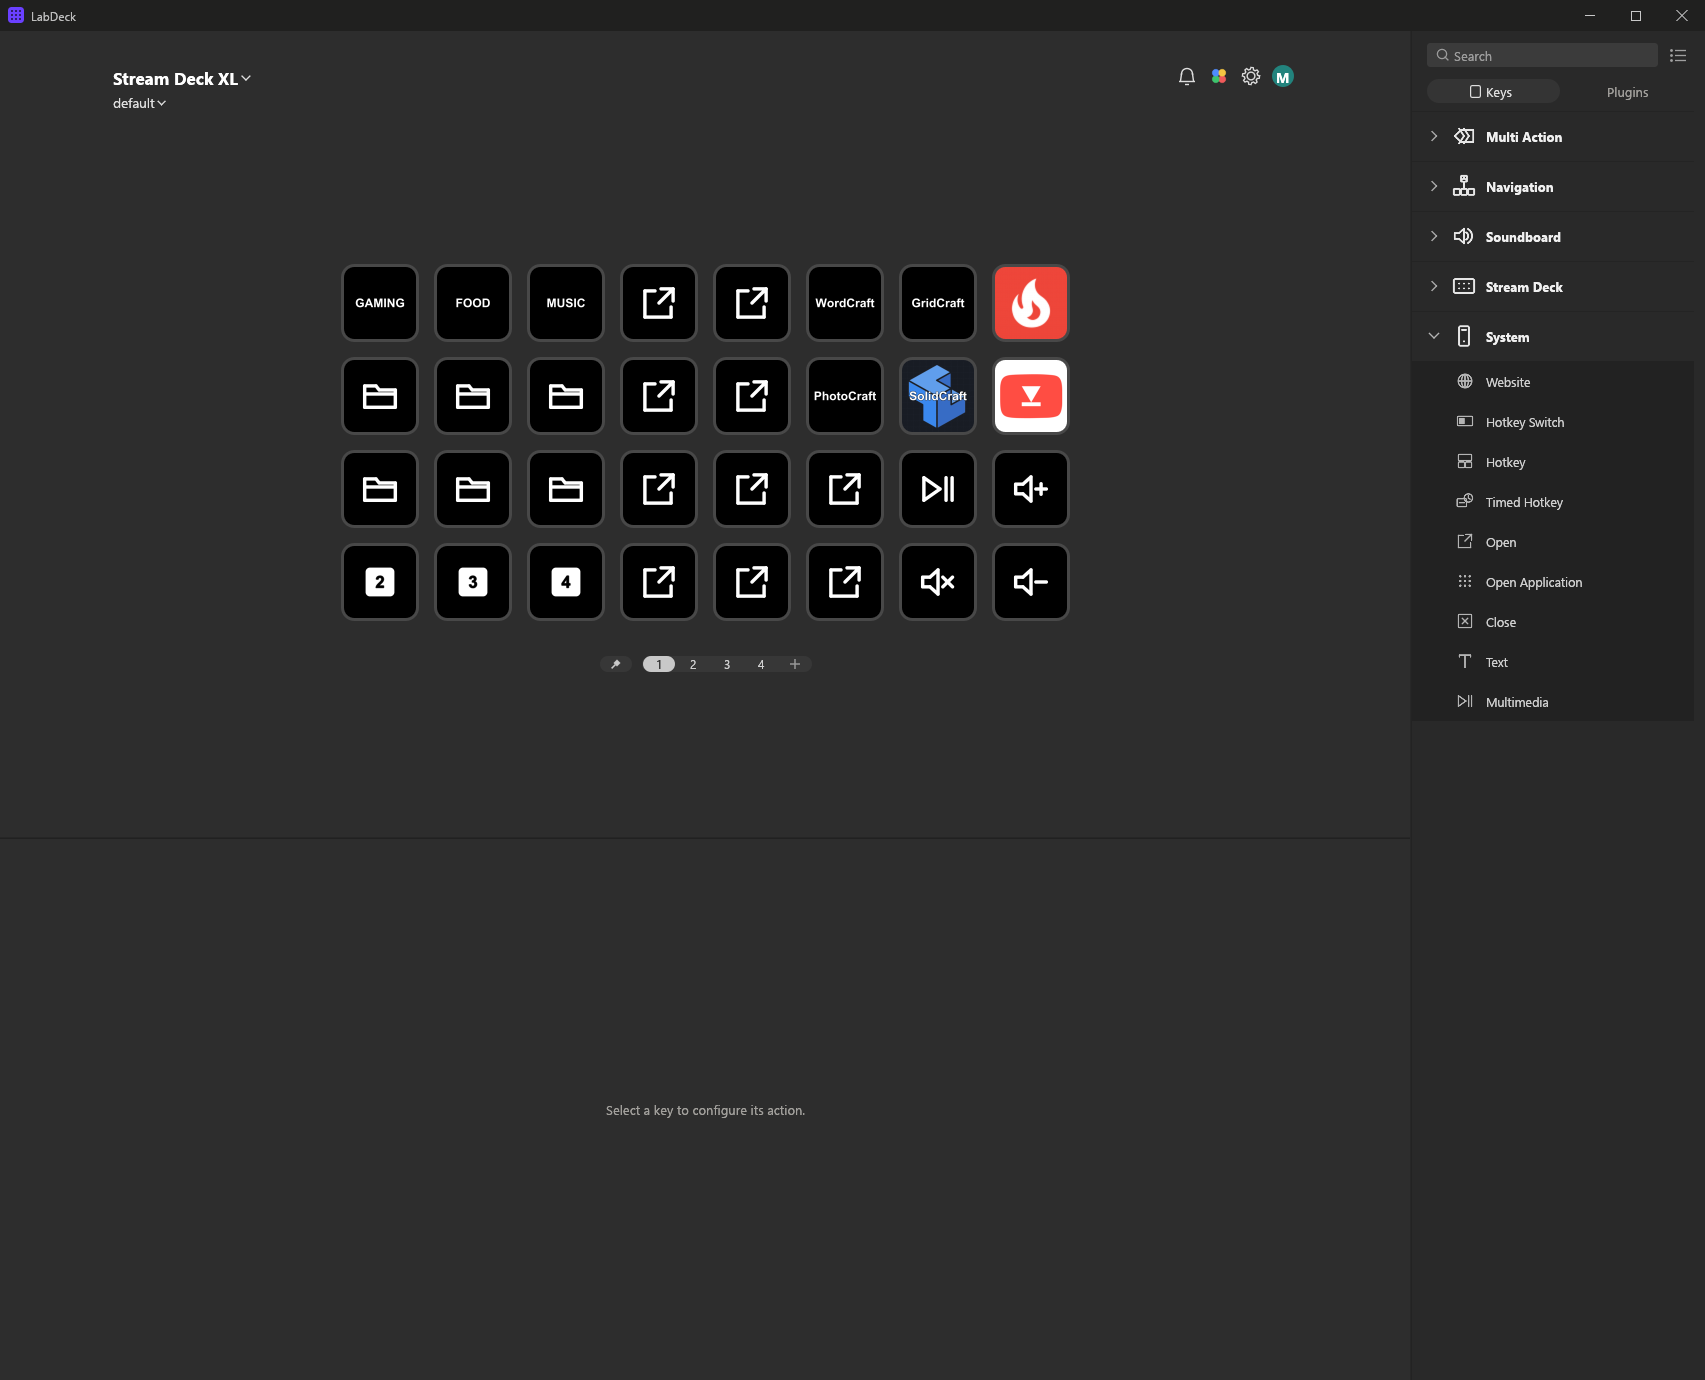 LabDeck
Stream Deck XL
default
M
GAMING
FOOD
MUSIC
WordCraft
GridCraft
PhotoCraft
SolidCraft
2
3
4
1
2
3
4
Select a key to configure its action.
Search
Keys
Plugins
Multi Action
Navigation
Soundboard
Stream Deck
System
Website
Hotkey Switch
Hotkey
Timed Hotkey
Open
Open Application
Close
Text
Multimedia